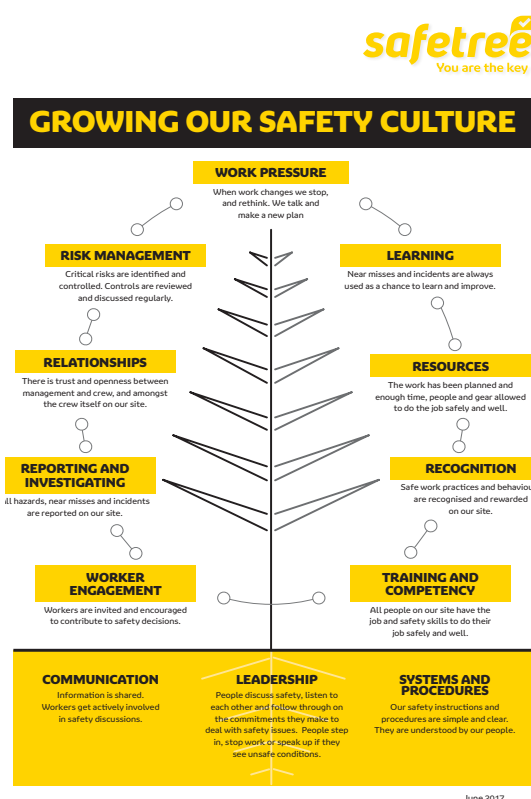 safetree
You are the key
GROWING OUR SAFETY CULTURE
WORK PRESSURE
When work changes we stop,
and rethink. We talk and
make a new plan
RISK MANAGEMENT
Critical risks are identified and
controlled. Controls are reviewed
and discussed regularly.
LEARNING
Near misses and incidents are always
used as a chance to learn and improve.
RELATIONSHIPS
There is trust and openness between
management and crew, and amongst
the crew itself on our site.
RESOURCES
The work has been planned and
enough time, people and gear allowed
to do the job safely and well.
REPORTING AND
INVESTIGATING
ll hazards, near misses and incidents
are reported on our site.
RECOGNITION
Safe work practices and behaviou
are recognised and rewarded
on our site.
WORKER
ENGAGEMENT
Workers are invited and encouraged
to contribute to safety decisions.
TRAINING AND
COMPETENCY
All people on our site have the
job and safety skills to do their
job safely and well.
COMMUNICATION
Information is shared.
Workers get actively involved
in safety discussions.
LEADERSHIP
People discuss safety, listen to
each other and follow through on
the commitments they make to
deal with safety issues. People step
in, stop work or speak up if they
see unsafe conditions.
SYSTEMS AND
PROCEDURES
Our safety instructions and
procedures are simple and clear.
They are understood by our people.
June 2017